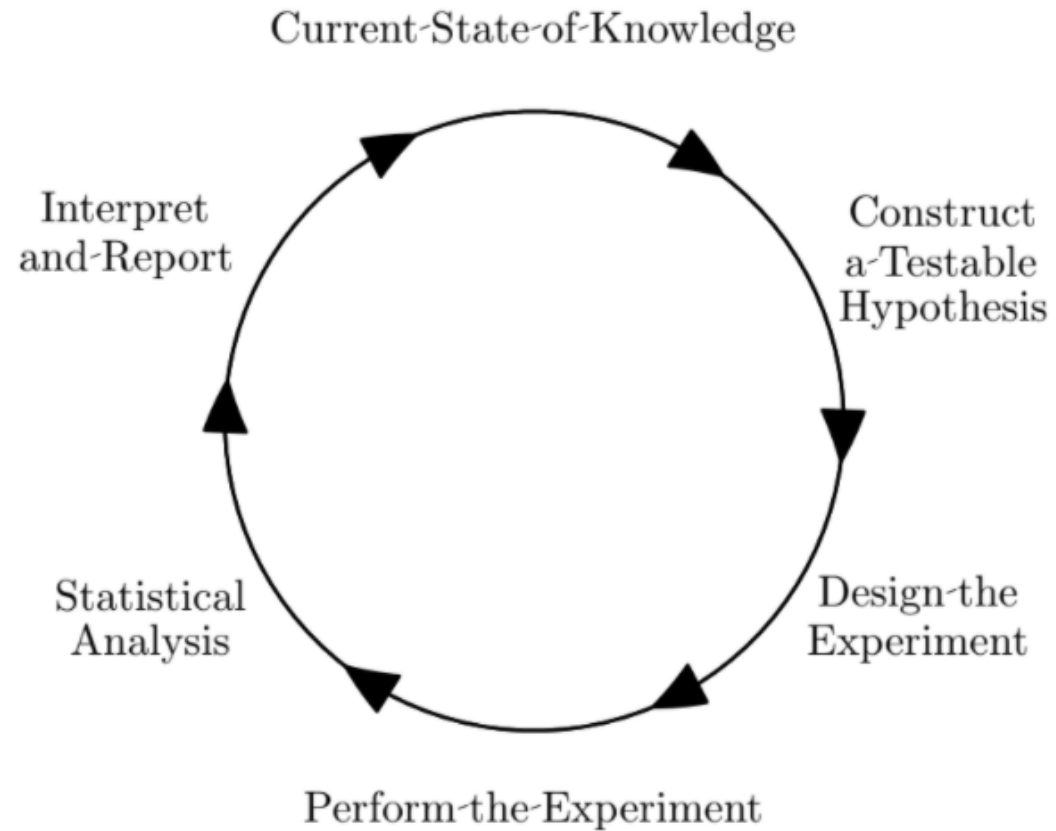 Current-State-of-Knowledge
Construct
a-Testable
Hypothesis
Design-the
Experiment
Perform-the-Experiment
Statistical
Analysis
Interpret
and-Report